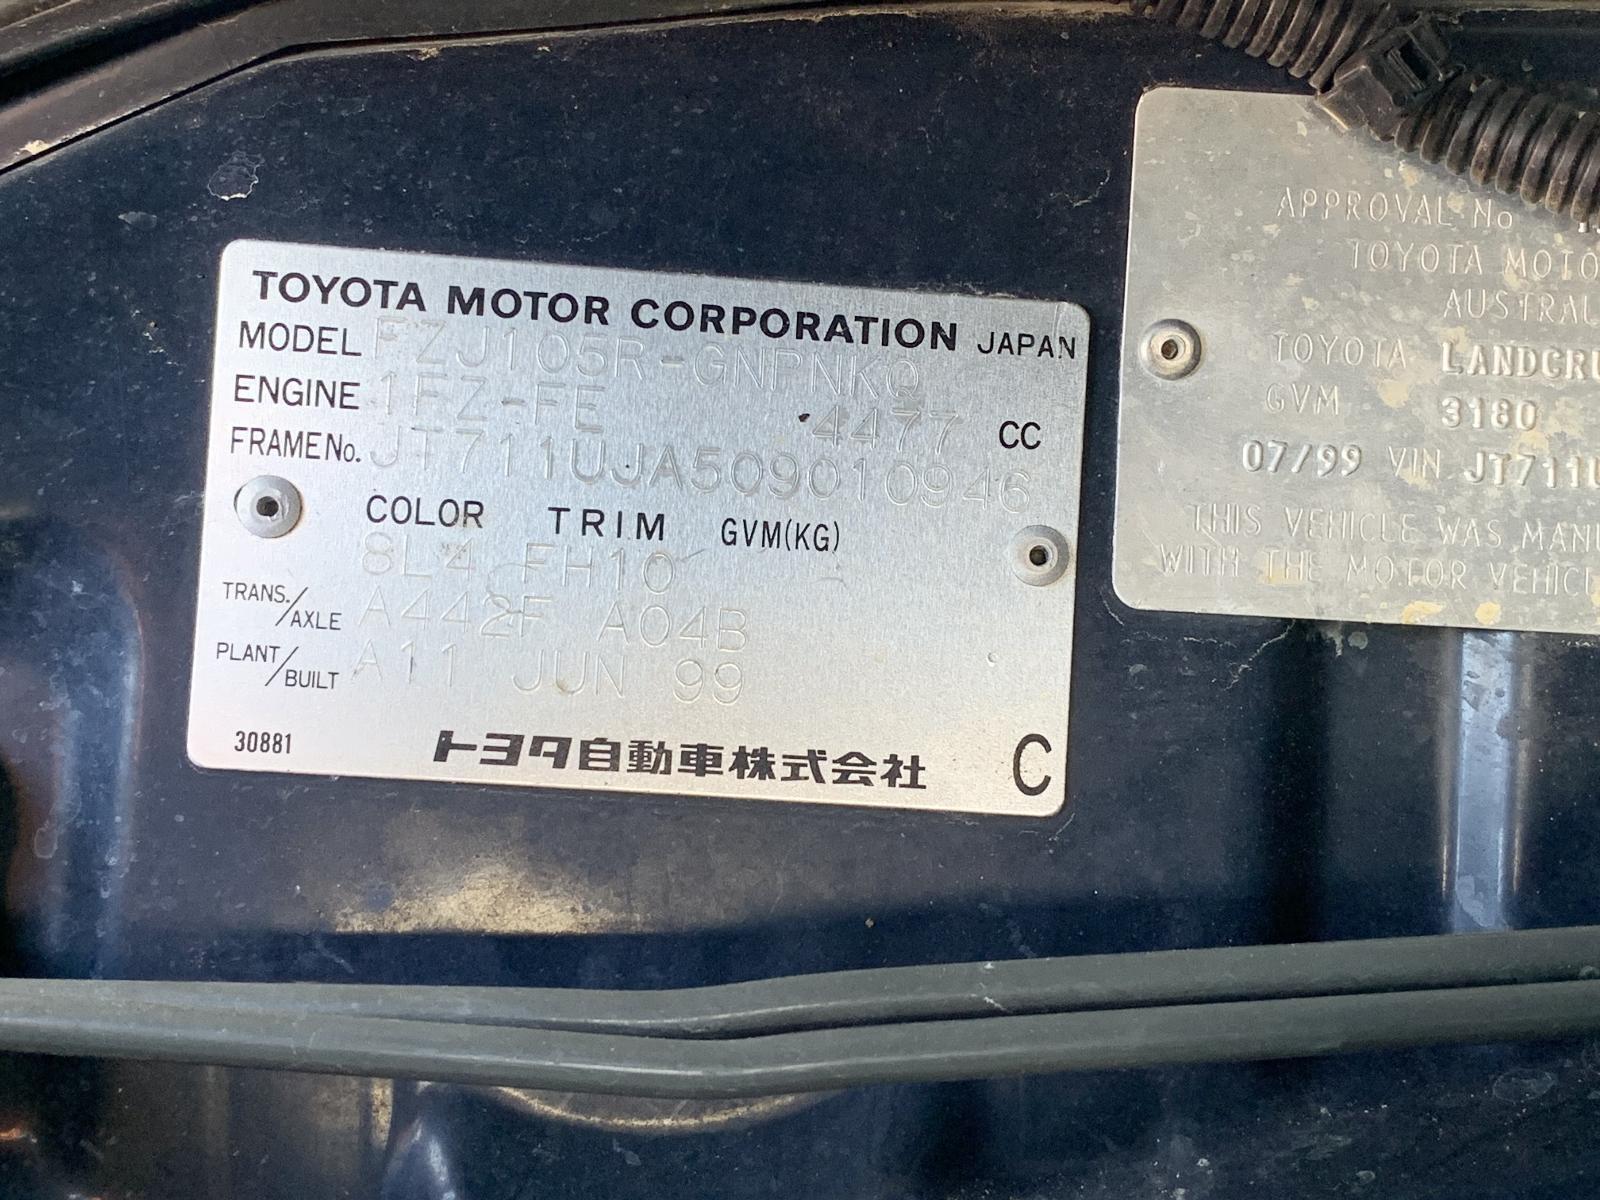 TOYOTA MOTOR CORPORATION JAPAN
MODEL FZJ105R-GNPNKQ
ENGINE 1FZ-FE 4477 CC
FRAME No. JT711UJA509010946
COLOR TRIM GVM(KG)
8L4 FH10
TRANS./AXLE A442F A04B
PLANT/BUILT A11 JUN 99
30881 トヨタ自動車株式会社 C
APPROVAL No
TOYOTA MOTO
AUSTRAL
TOYOTA LANDCRU
GVM 3180
07/99 VIN JT711U
THIS VEHICLE WAS MANU
WITH THE MOTOR VEHICL